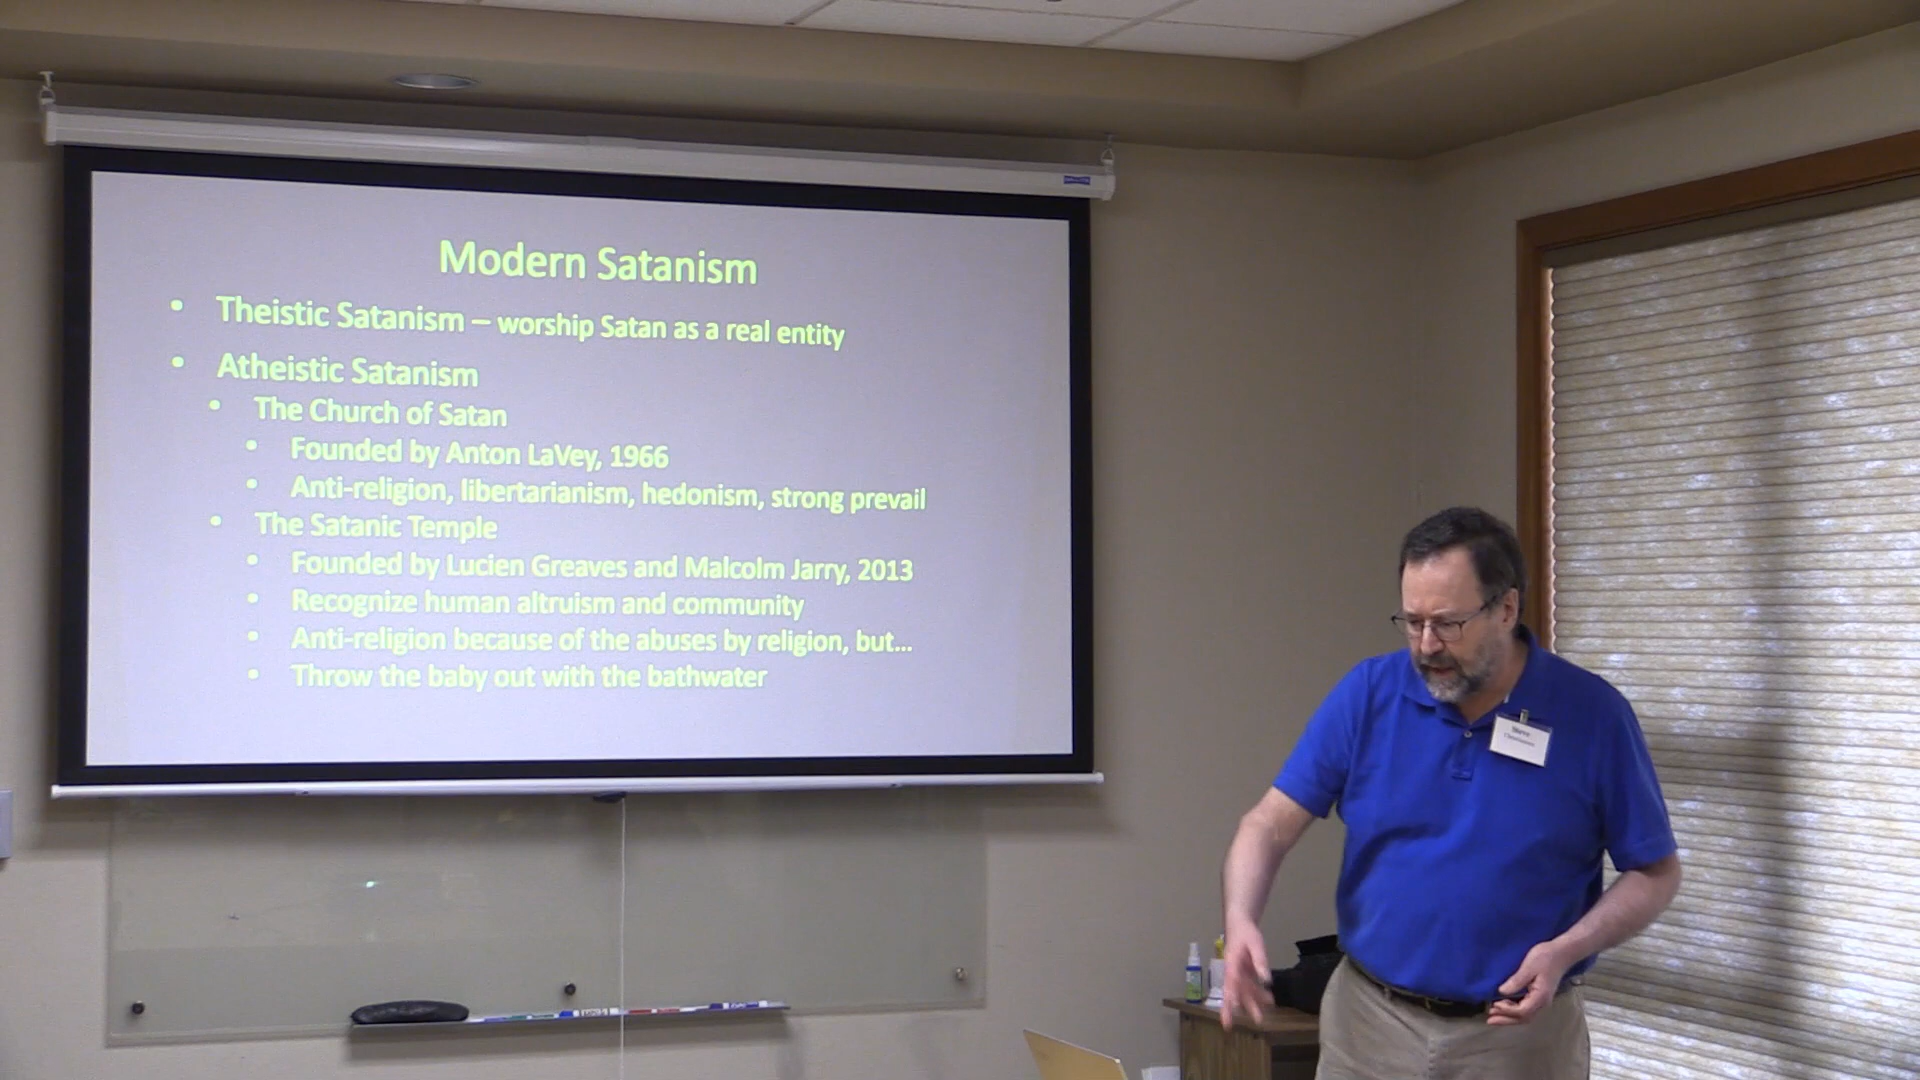 Modern Satanism
• Theistic Satanism – worship Satan as a real entity
• Atheistic Satanism
• The Church of Satan
• Founded by Anton LaVey, 1966
• Anti-religion, libertarianism, hedonism, strong prevail
• The Satanic Temple
• Founded by Lucien Greaves and Malcolm Jarry, 2013
• Recognize human altruism and community
• Anti-religion because of the abuses by religion, but...
• Throw the baby out with the bathwater
Steve